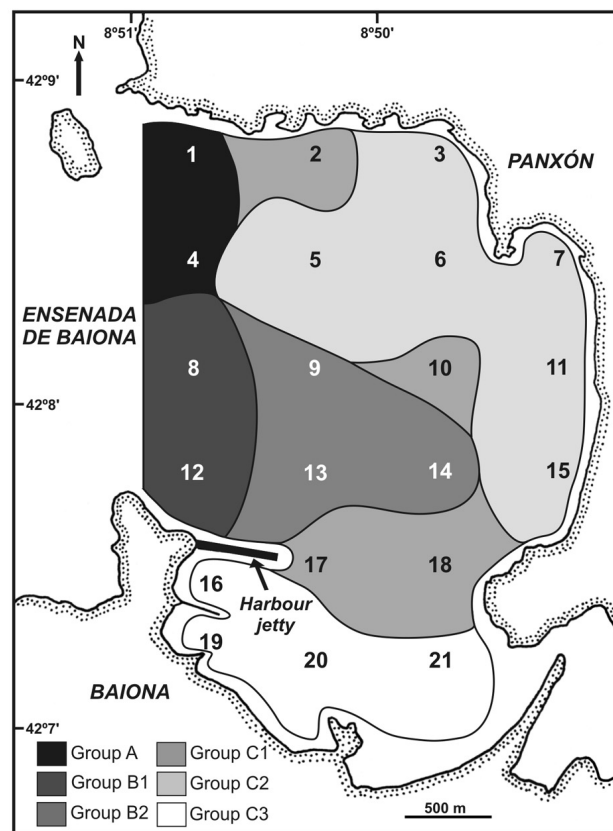 8º51' 8º50'
N
42º9'
1 2 3
PANXÓN
4 5 6 7
ENSENADA
DE BAIONA
8 9 10 11
42º8'
12 13 14 15
16 17 18
Harbour
jetty
19 20 21
BAIONA
42º7'
Group A Group C1
Group B1 Group C2
Group B2 Group C3
500 m